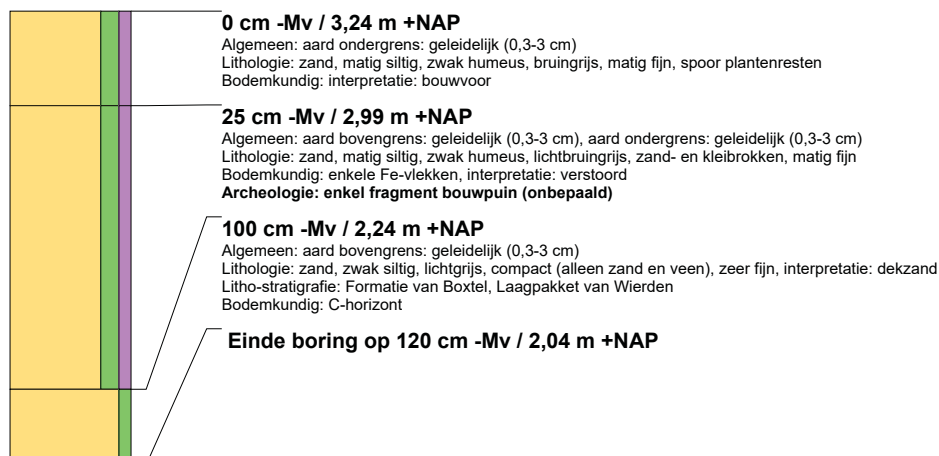 0 cm -Mv / 3,24 m +NAP
Algemeen: aard ondergrens: geleidelijk (0,3-3 cm)
Lithologie: zand, matig siltig, zwak humeus, bruingrijs, matig fijn, spoor plantenresten
Bodemkundig: interpretatie: bouwvoor
25 cm -Mv / 2,99 m +NAP
Algemeen: aard bovengrens: geleidelijk (0,3-3 cm), aard ondergrens: geleidelijk (0,3-3 cm)
Lithologie: zand, matig siltig, zwak humeus, lichtbruingrijs, zand- en kleibrokken, matig fijn
Bodemkundig: enkele Fe-vlekken, interpretatie: verstoord
Archeologie: enkel fragment bouwpuin (onbepaald)
100 cm -Mv / 2,24 m +NAP
Algemeen: aard bovengrens: geleidelijk (0,3-3 cm)
Lithologie: zand, zwak siltig, lichtgrijs, compact (alleen zand en veen), zeer fijn, interpretatie: dekzand
Litho-stratigrafie: Formatie van Boxtel, Laagpakket van Wierden
Bodemkundig: C-horizont
Einde boring op 120 cm -Mv / 2,04 m +NAP